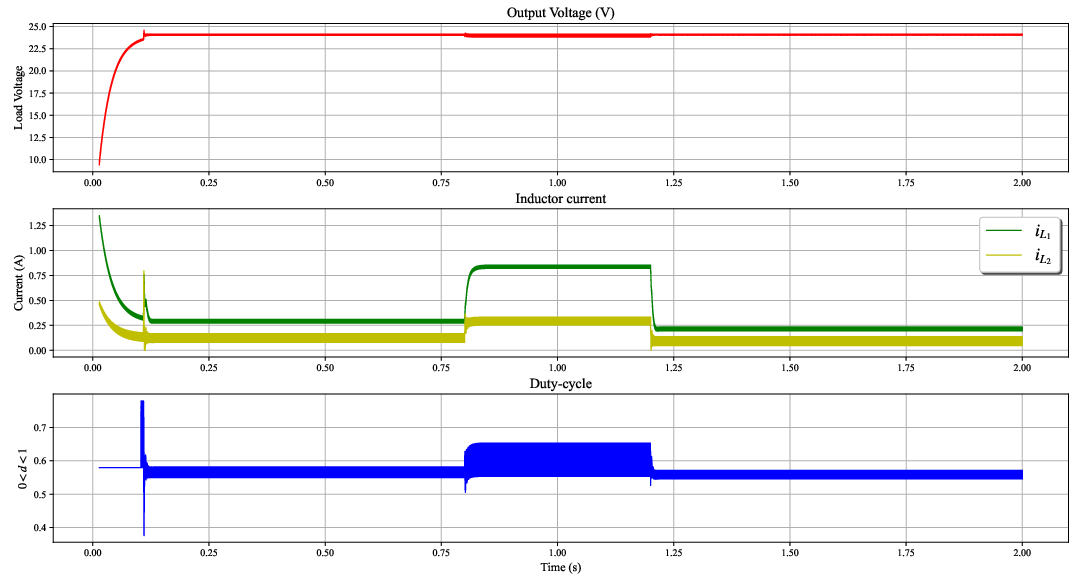 Output Voltage (V)
Load Voltage
25.0
22.5
20.0
17.5
15.0
12.5
10.0
0.00 0.25 0.50 0.75 1.00 1.25 1.50 1.75 2.00
Inductor current
Current (A)
1.25
1.00
0.75
0.50
0.25
0.00
i_{L_1}
i_{L_2}
0.00 0.25 0.50 0.75 1.00 1.25 1.50 1.75 2.00
Duty-cycle
0 < d < 1
0.7
0.6
0.5
0.4
0.00 0.25 0.50 0.75 1.00 1.25 1.50 1.75 2.00
Time (s)